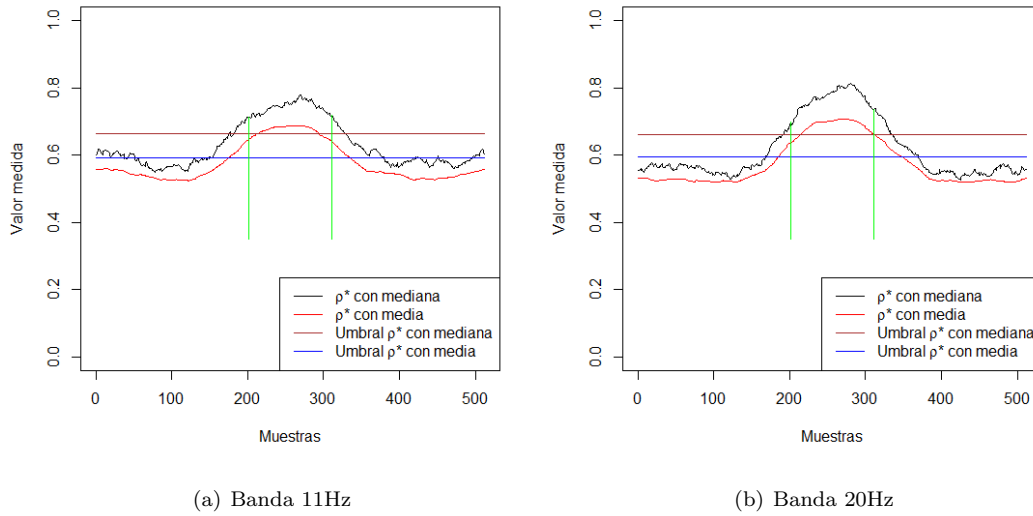 1.0
0.8
0.6
0.4
0.2
0.0
Valor medida
0 100 200 300 400 500
Muestras
ρ* con mediana
ρ* con media
Umbral ρ* con mediana
Umbral ρ* con media
(a) Banda 11Hz
1.0
0.8
0.6
0.4
0.2
0.0
Valor medida
0 100 200 300 400 500
Muestras
ρ* con mediana
ρ* con media
Umbral ρ* con mediana
Umbral ρ* con media
(b) Banda 20Hz